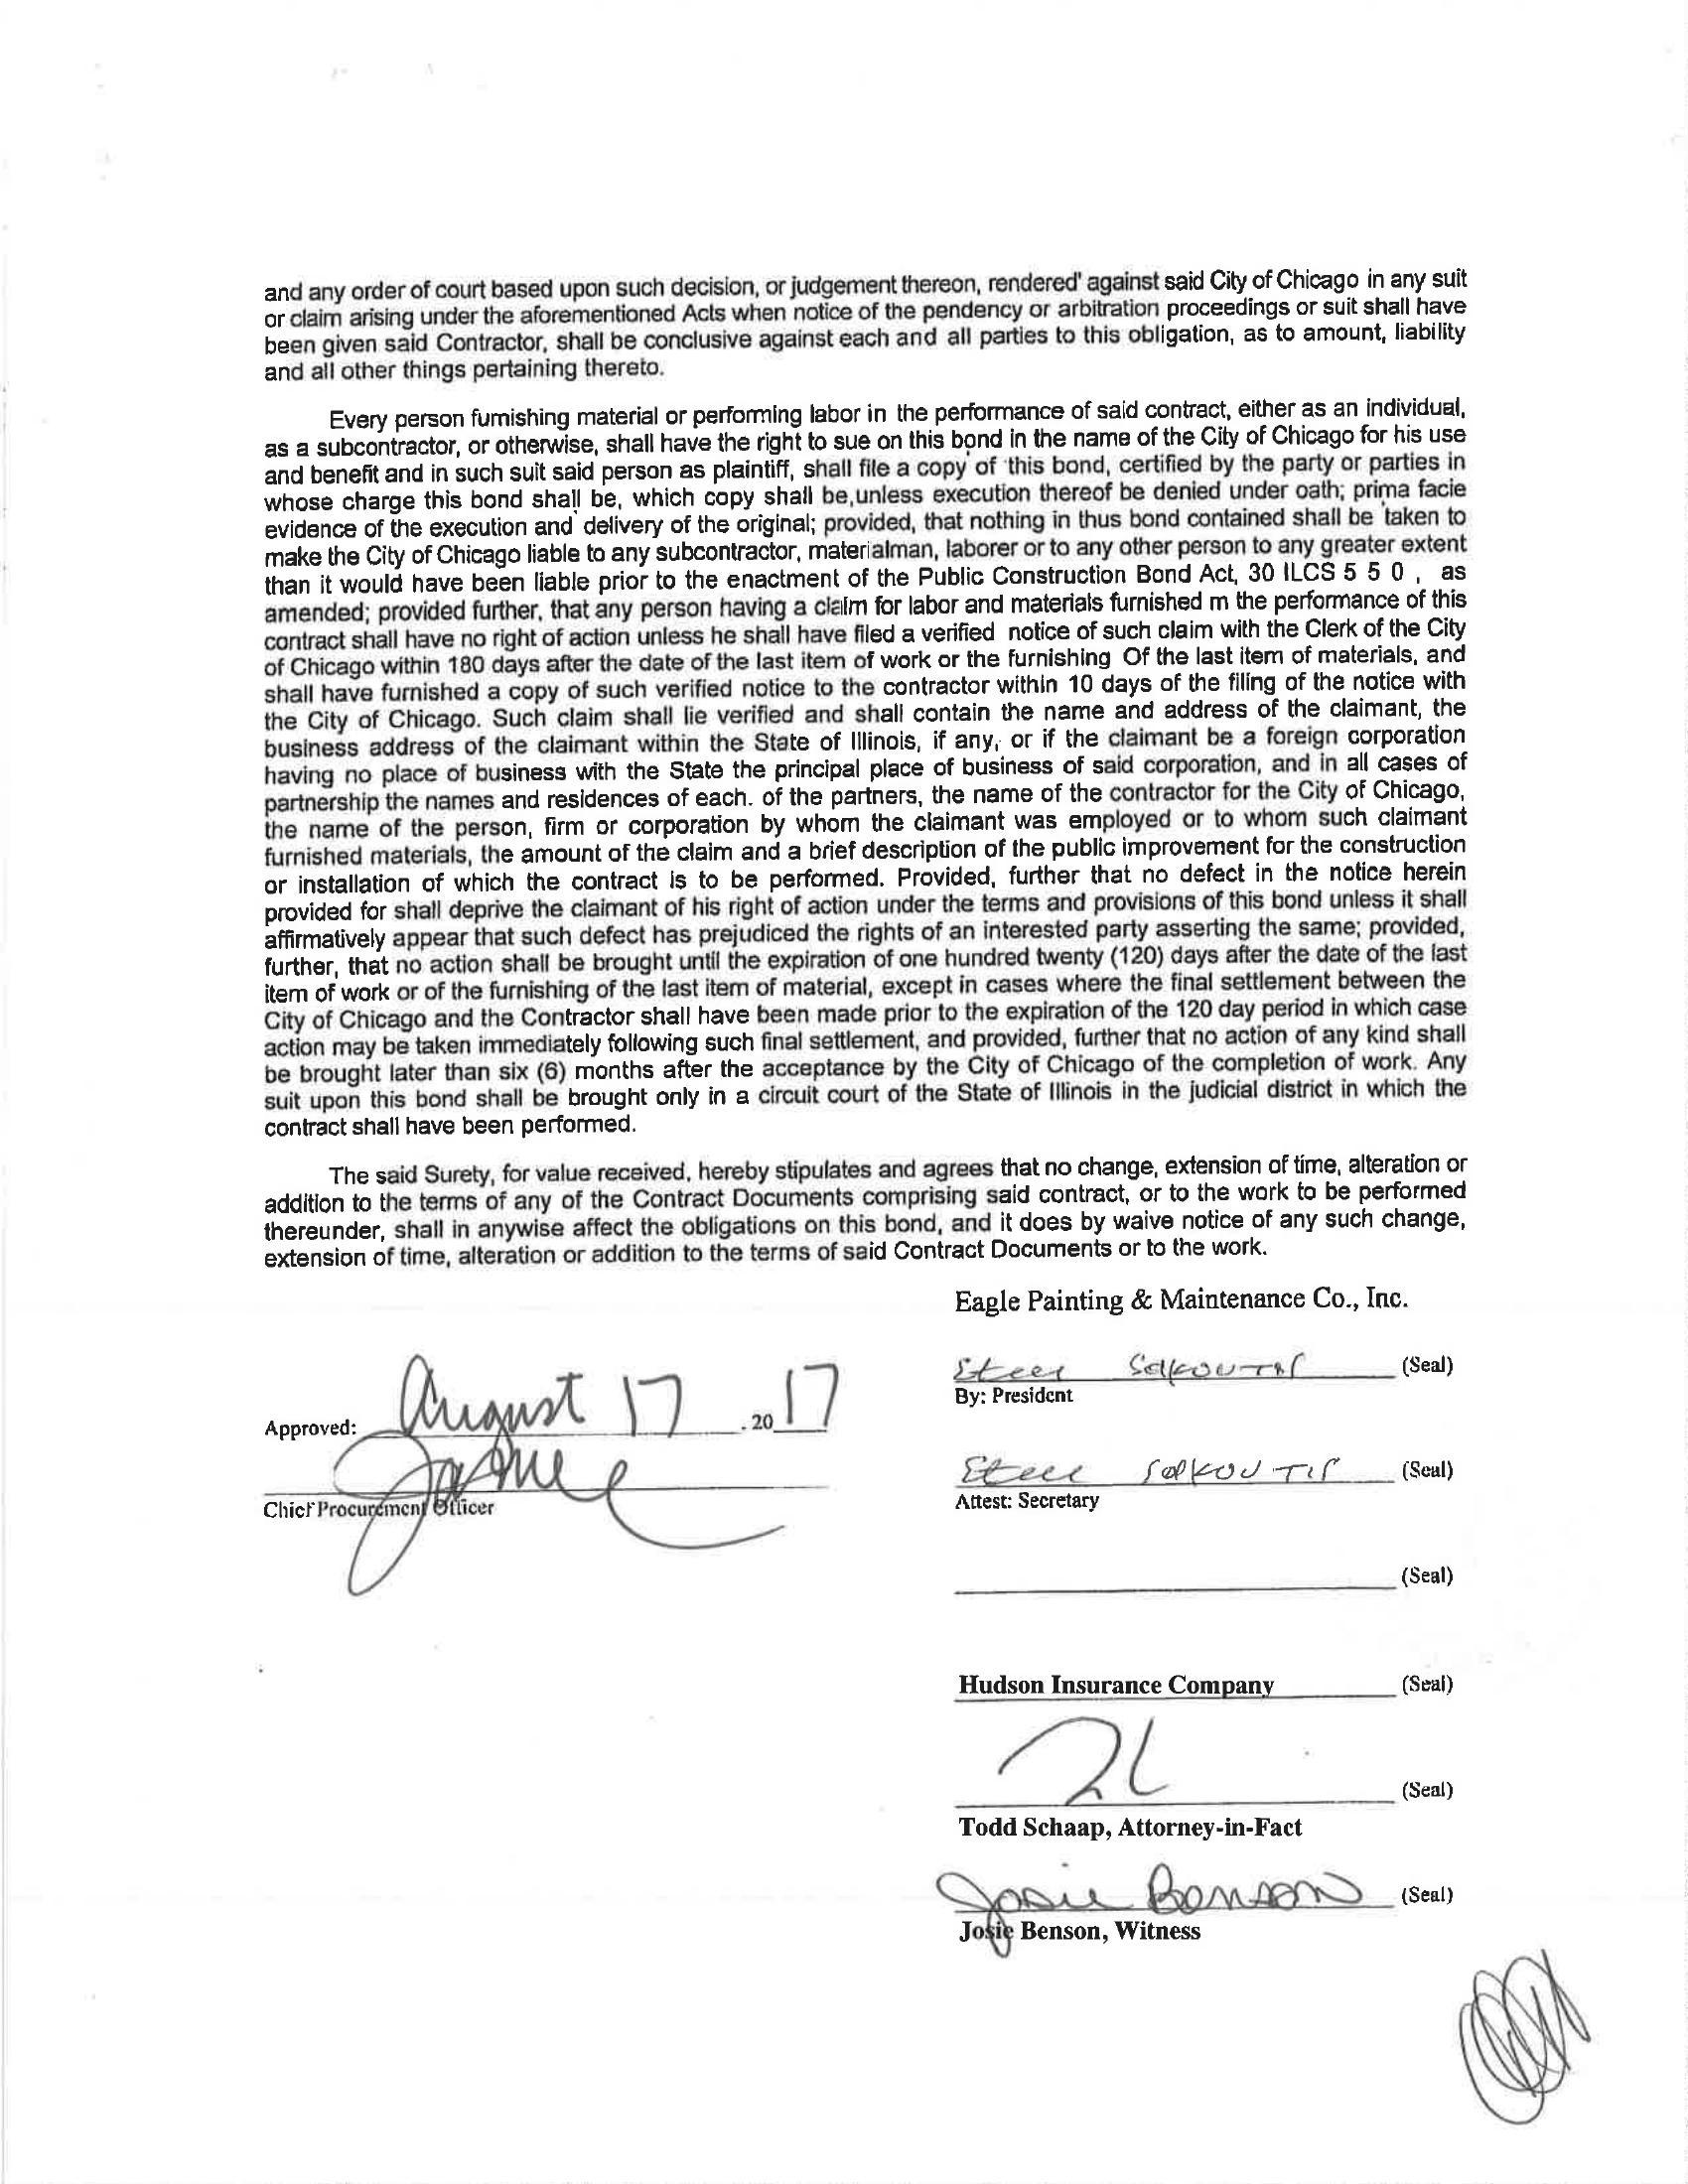 and any order of court based upon such decision, or judgement thereon, rendered' against said City of Chicago in any suit
or claim arising under the aforementioned Acts when notice of the pendency or arbitration proceedings or suit shall have
been given said Contractor, shall be conclusive against each and all parties to this obligation, as to amount, liability
and all other things pertaining thereto.
Every person furnishing material or performing labor in the performance of said contract, either as an individual,
as a subcontractor, or otherwise, shall have the right to sue on this bond in the name of the City of Chicago for his use
and benefit and in such suit said person as plaintiff, shall file a copy of this bond, certified by the party or parties in
whose charge this bond shall be, which copy shall be,unless execution thereof be denied under oath; prima facie
evidence of the execution and delivery of the original; provided, that nothing in thus bond contained shall be taken to
make the City of Chicago liable to any subcontractor, materialman, laborer or to any other person to any greater extent
than it would have been liable prior to the enactment of the Public Construction Bond Act, 30 ILCS 5 5 0 , as
amended; provided further, that any person having a claim for labor and materials furnished m the performance of this
contract shall have no right of action unless he shall have filed a verified notice of such claim with the Clerk of the City
of Chicago within 180 days after the date of the last item of work or the furnishing Of the last item of materials, and
shall have furnished a copy of such verified notice to the contractor within 10 days of the filing of the notice with
the City of Chicago. Such claim shall lie verified and shall contain the name and address of the claimant, the
business address of the claimant within the State of Illinois, if any, or if the claimant be a foreign corporation
having no place of business with the State the principal place of business of said corporation, and in all cases of
partnership the names and residences of each. of the partners, the name of the contractor for the City of Chicago,
the name of the person, firm or corporation by whom the claimant was employed or to whom such claimant
furnished materials, the amount of the claim and a brief description of the public improvement for the construction
or installation of which the contract is to be performed. Provided, further that no defect in the notice herein
provided for shall deprive the claimant of his right of action under the terms and provisions of this bond unless it shall
affirmatively appear that such defect has prejudiced the rights of an interested party asserting the same; provided,
further, that no action shall be brought until the expiration of one hundred twenty (120) days after the date of the last
item of work or of the furnishing of the last item of material, except in cases where the final settlement between the
City of Chicago and the Contractor shall have been made prior to the expiration of the 120 day period in which case
action may be taken immediately following such final settlement, and provided, further that no action of any kind shall
be brought later than six (6) months after the acceptance by the City of Chicago of the completion of work. Any
suit upon this bond shall be brought only in a circuit court of the State of Illinois in the judicial district in which the
contract shall have been performed.
The said Surety, for value received, hereby stipulates and agrees that no change, extension of time, alteration or
addition to the terms of any of the Contract Documents comprising said contract, or to the work to be performed
thereunder, shall in anywise affect the obligations on this bond, and it does by waive notice of any such change,
extension of time, alteration or addition to the terms of said Contract Documents or to the work.
Eagle Painting & Maintenance Co., Inc.
(Seal)
By: President
Approved: August 17 , 20 17
(Seal)
Attest: Secretary
Chief Procurement Officer
(Seal)
Hudson Insurance Company (Seal)
(Seal)
Todd Schaap, Attorney-in-Fact
Josie Benson (Seal)
Josie Benson, Witness